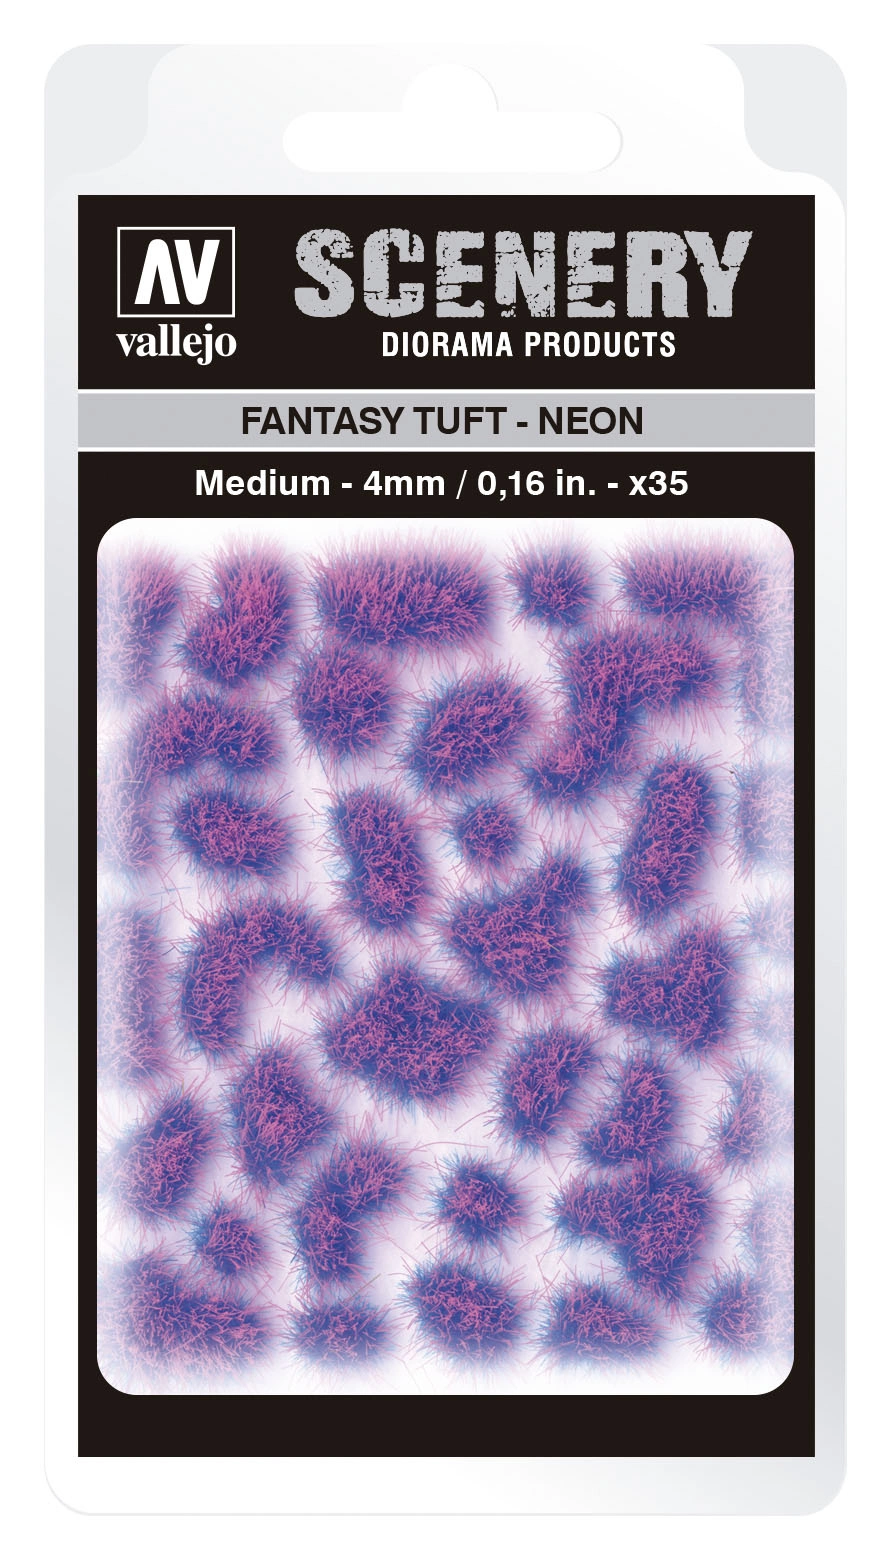 AV
vallejo
SCENERY
DIORAMA PRODUCTS
FANTASY TUFT - NEON
Medium - 4mm / 0,16 in. - x35